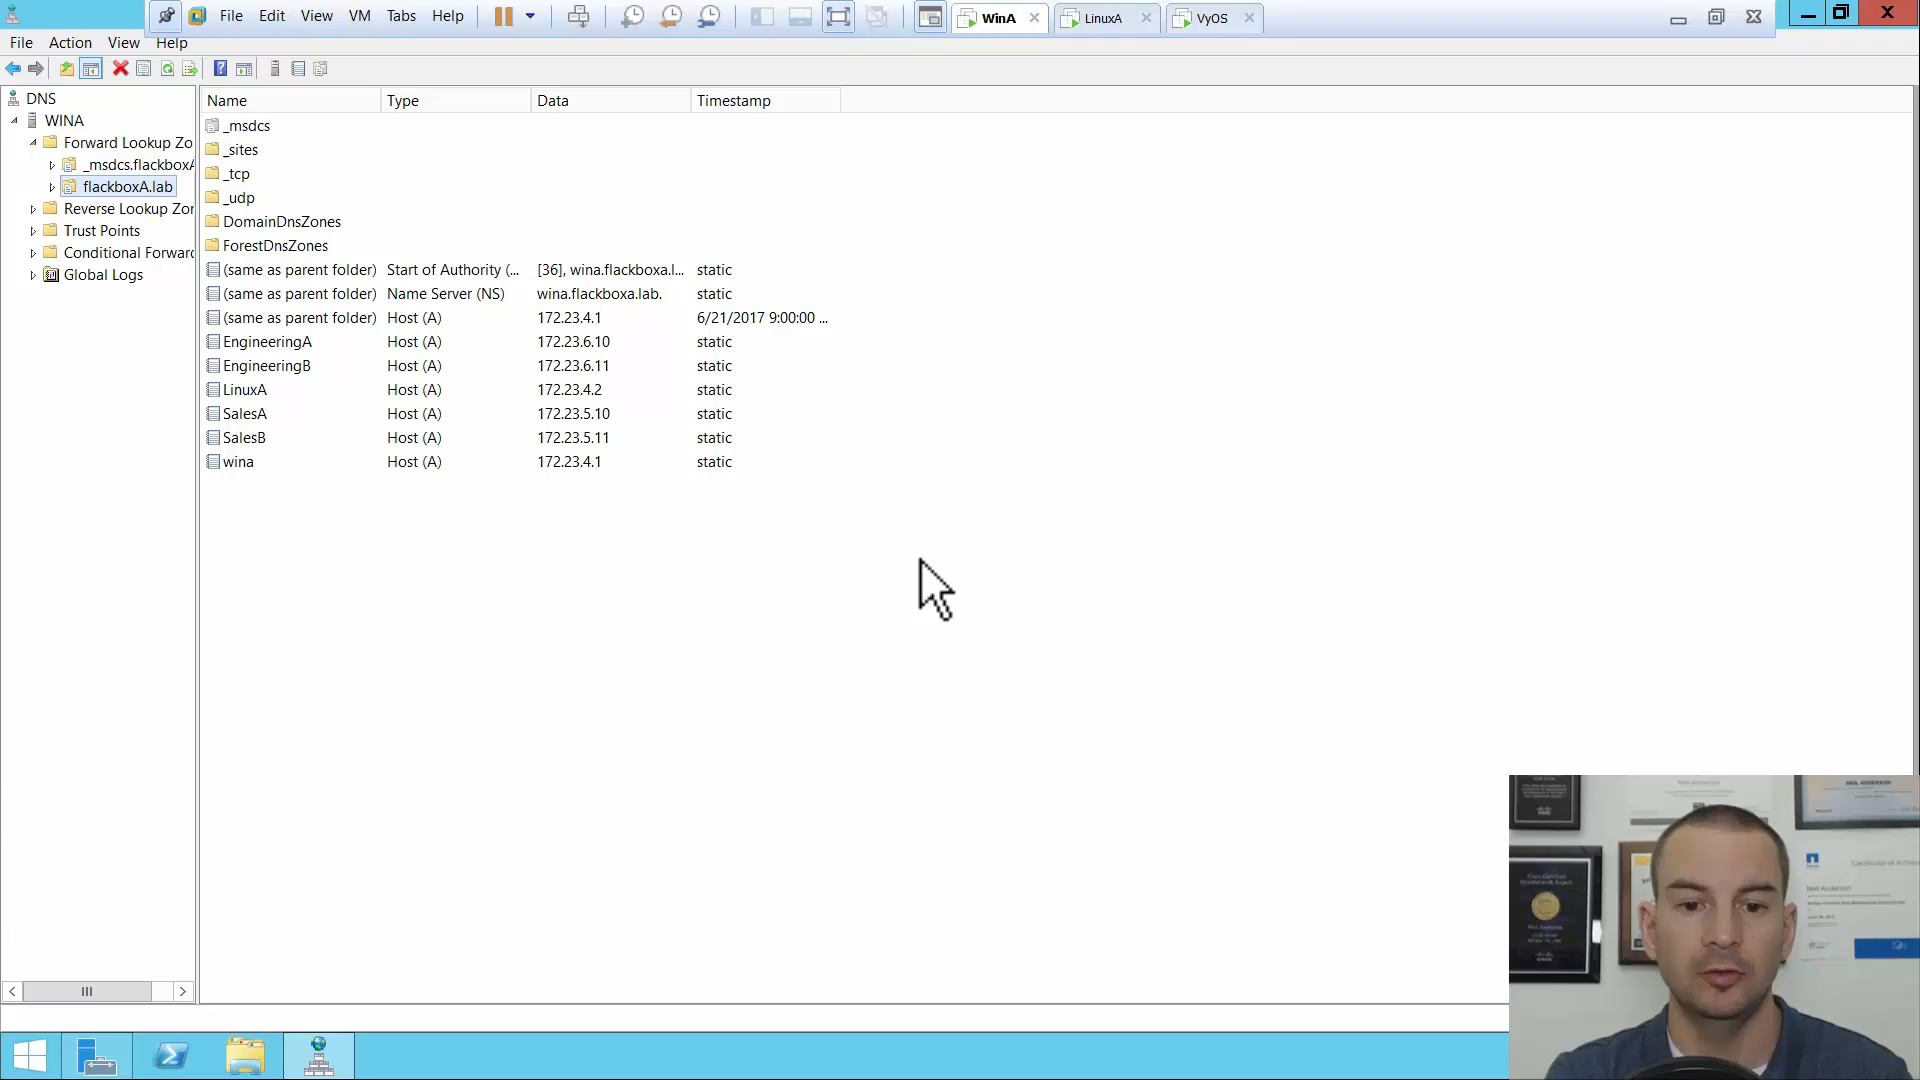 File Edit View VM Tabs Help WinA LinuxA VyOS
File Action View Help
DNS
WINA
Forward Lookup Zo
_msdcs.flackboxA
flackboxA.lab
Reverse Lookup Zor
Trust Points
Conditional Forward
Global Logs
Name Type Data Timestamp
_msdcs
_sites
_tcp
_udp
DomainDnsZones
ForestDnsZones
(same as parent folder) Start of Authority (... [36], wina.flackboxa.l... static
(same as parent folder) Name Server (NS) wina.flackboxa.lab. static
(same as parent folder) Host (A) 172.23.4.1 6/21/2017 9:00:00 ...
EngineeringA Host (A) 172.23.6.10 static
EngineeringB Host (A) 172.23.6.11 static
LinuxA Host (A) 172.23.4.2 static
SalesA Host (A) 172.23.5.10 static
SalesB Host (A) 172.23.5.11 static
wina Host (A) 172.23.4.1 static
Neil Anderson